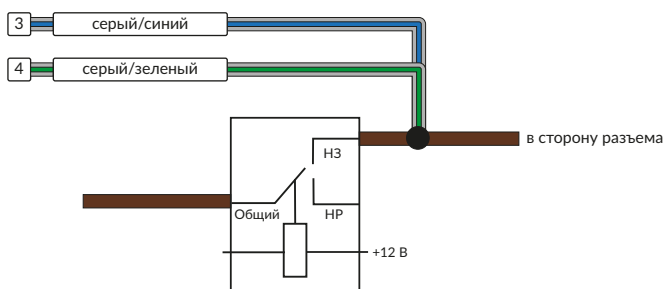 3 серый/синий
4 серый/зеленый
в сторону разъема
НЗ
Общий НР
+12 В